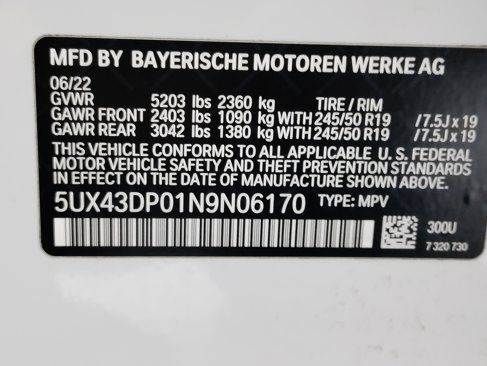 MFD BY BAYERISCHE MOTOREN WERKE AG
06/22
GVWR 5203 lbs 2360 kg TIRE / RIM
GAWR FRONT 2403 lbs 1090 kg WITH 245/50 R19 /7.5J x 19
GAWR REAR 3042 lbs 1380 kg WITH 245/50 R19 /7.5J x 19
THIS VEHICLE CONFORMS TO ALL APPLICABLE U.S. FEDERAL
MOTOR VEHICLE SAFETY AND THEFT PREVENTION STANDARDS
IN EFFECT ON THE DATE OF MANUFACTURE SHOWN ABOVE.
5UX43DP01N9N06170 TYPE: MPV
300U
7 320 730